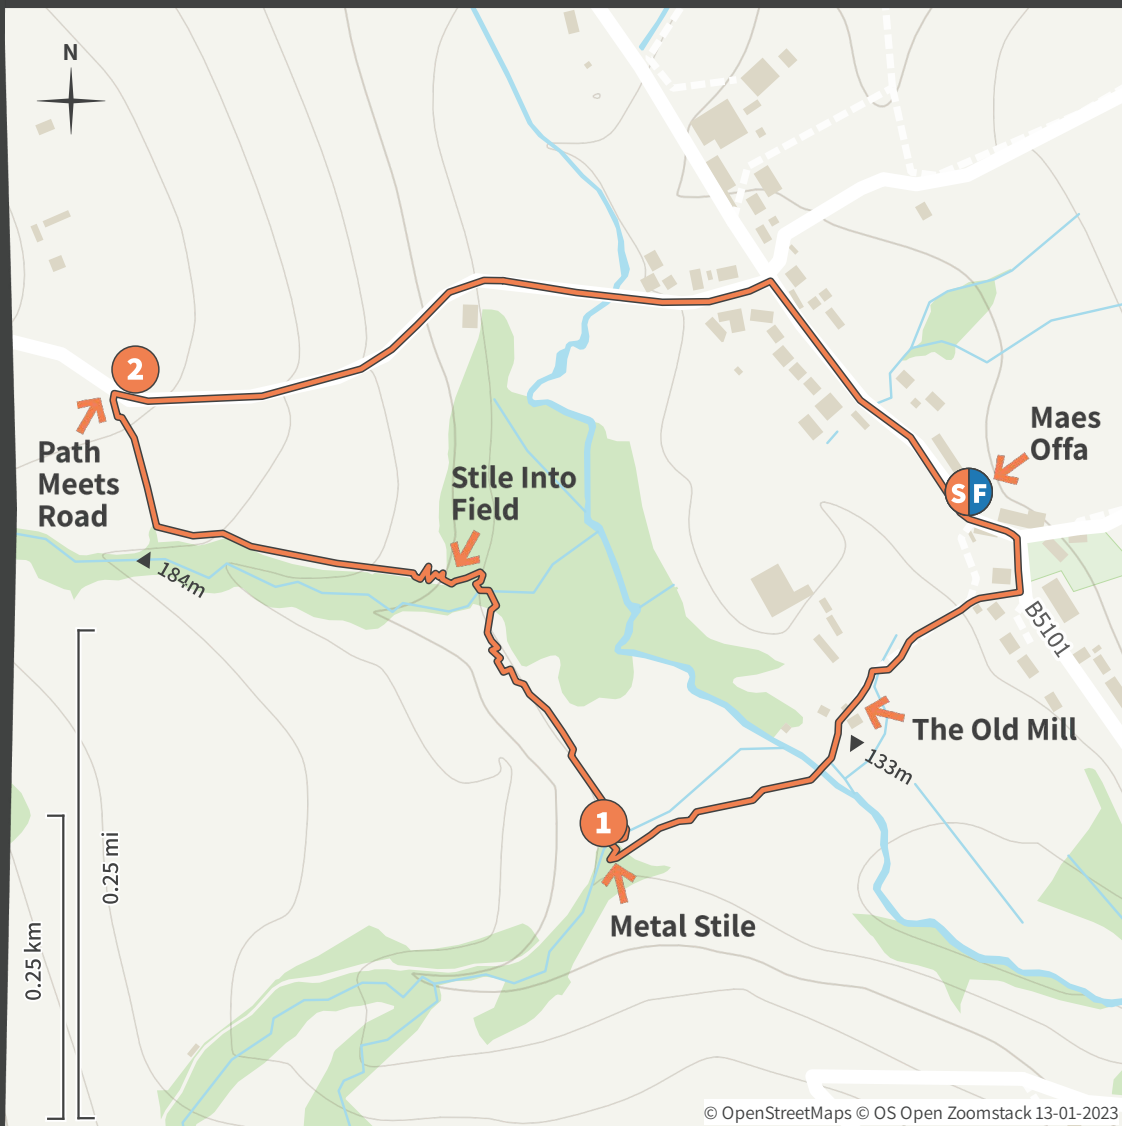 N
2
Path
Meets
Road
Stile Into
Field
Maes
Offa
S F
184m
B5101
The Old Mill
133m
1
Metal Stile
0.25 mi
0.25 km
© OpenStreetMaps © OS Open Zoomstack 13-01-2023